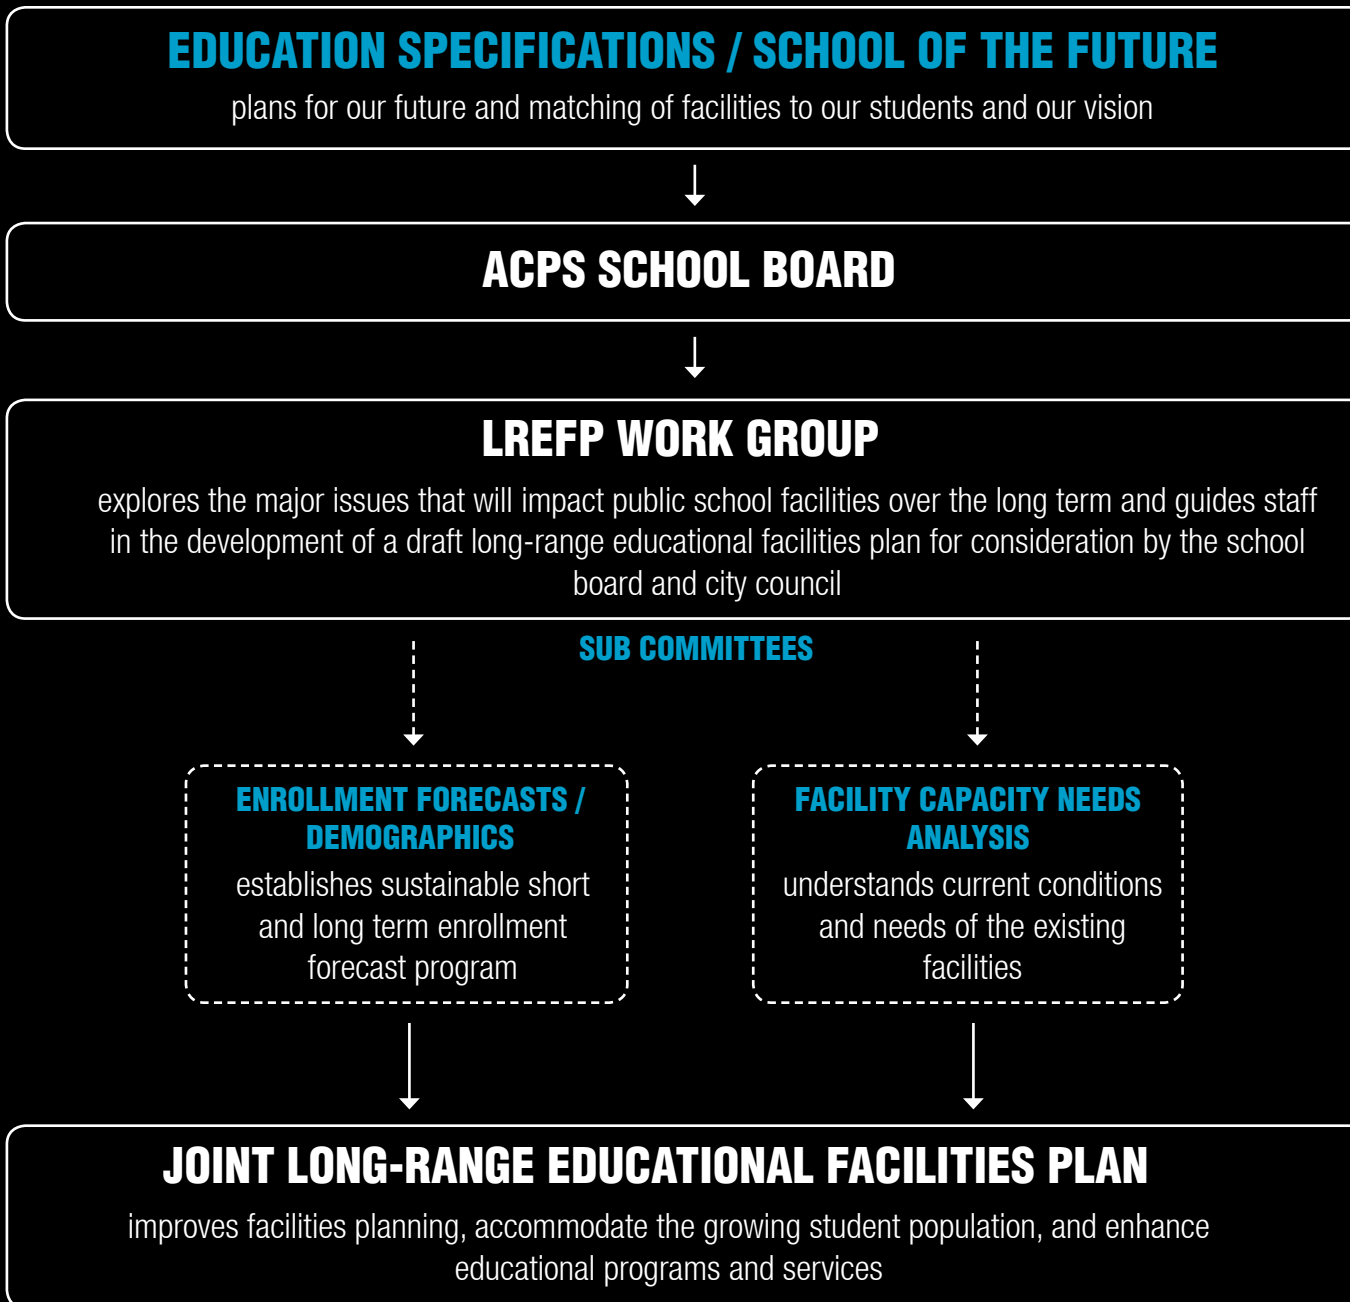 EDUCATION SPECIFICATIONS / SCHOOL OF THE FUTURE
plans for our future and matching of facilities to our students and our vision
ACPS SCHOOL BOARD
LREFP WORK GROUP
explores the major issues that will impact public school facilities over the long term and guides staff
in the development of a draft long-range educational facilities plan for consideration by the school
board and city council
SUB COMMITTEES
ENROLLMENT FORECASTS /
DEMOGRAPHICS
establishes sustainable short
and long term enrollment
forecast program
FACILITY CAPACITY NEEDS
ANALYSIS
understands current conditions
and needs of the existing
facilities
JOINT LONG-RANGE EDUCATIONAL FACILITIES PLAN
improves facilities planning, accommodate the growing student population, and enhance
educational programs and services